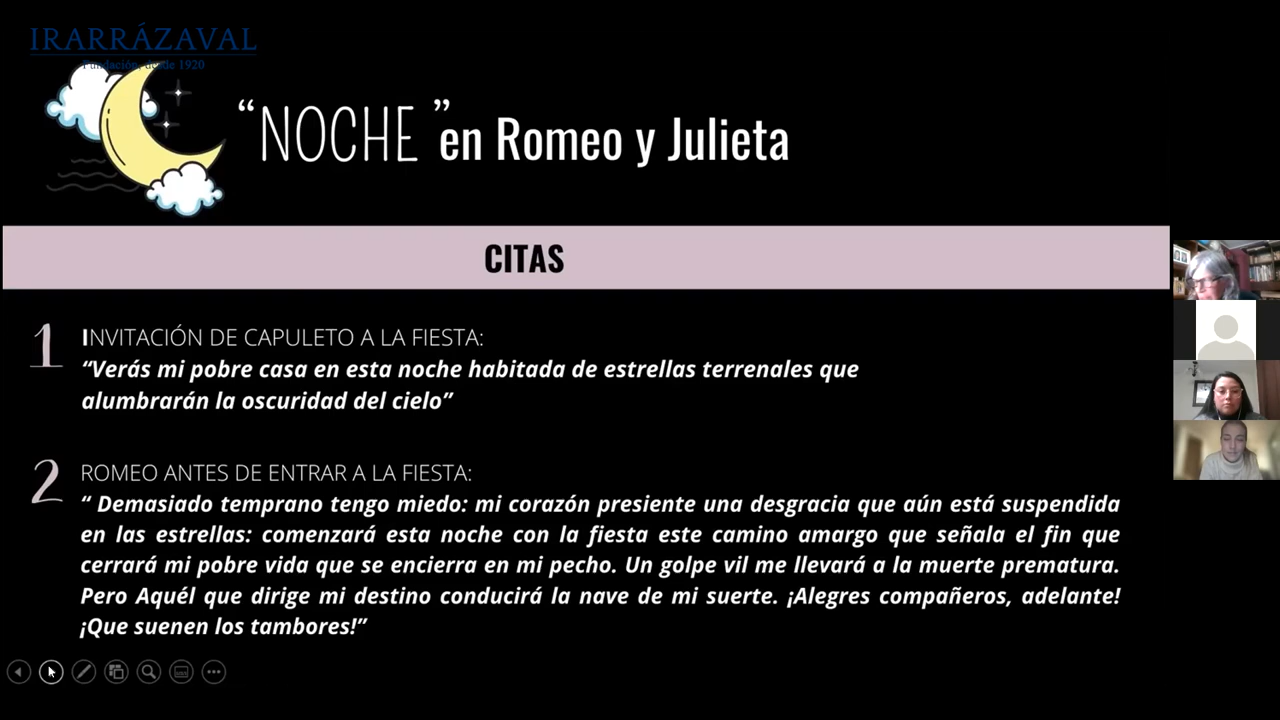 IRARRÁZAVAL
Fundación, desde 1920
“NOCHE” en Romeo y Julieta
CITAS
1 INVITACIÓN DE CAPULETO A LA FIESTA:
“Verás mi pobre casa en esta noche habitada de estrellas terrenales que
alumbrarán la oscuridad del cielo”
2 ROMEO ANTES DE ENTRAR A LA FIESTA:
“ Demasiado temprano tengo miedo: mi corazón presiente una desgracia que aún está suspendida
en las estrellas: comenzará esta noche con la fiesta este camino amargo que señala el fin que
cerrará mi pobre vida que se encierra en mi pecho. Un golpe vil me llevará a la muerte prematura.
Pero Aquél que dirige mi destino conducirá la nave de mi suerte. ¡Alegres compañeros, adelante!
¡Que suenen los tambores!”